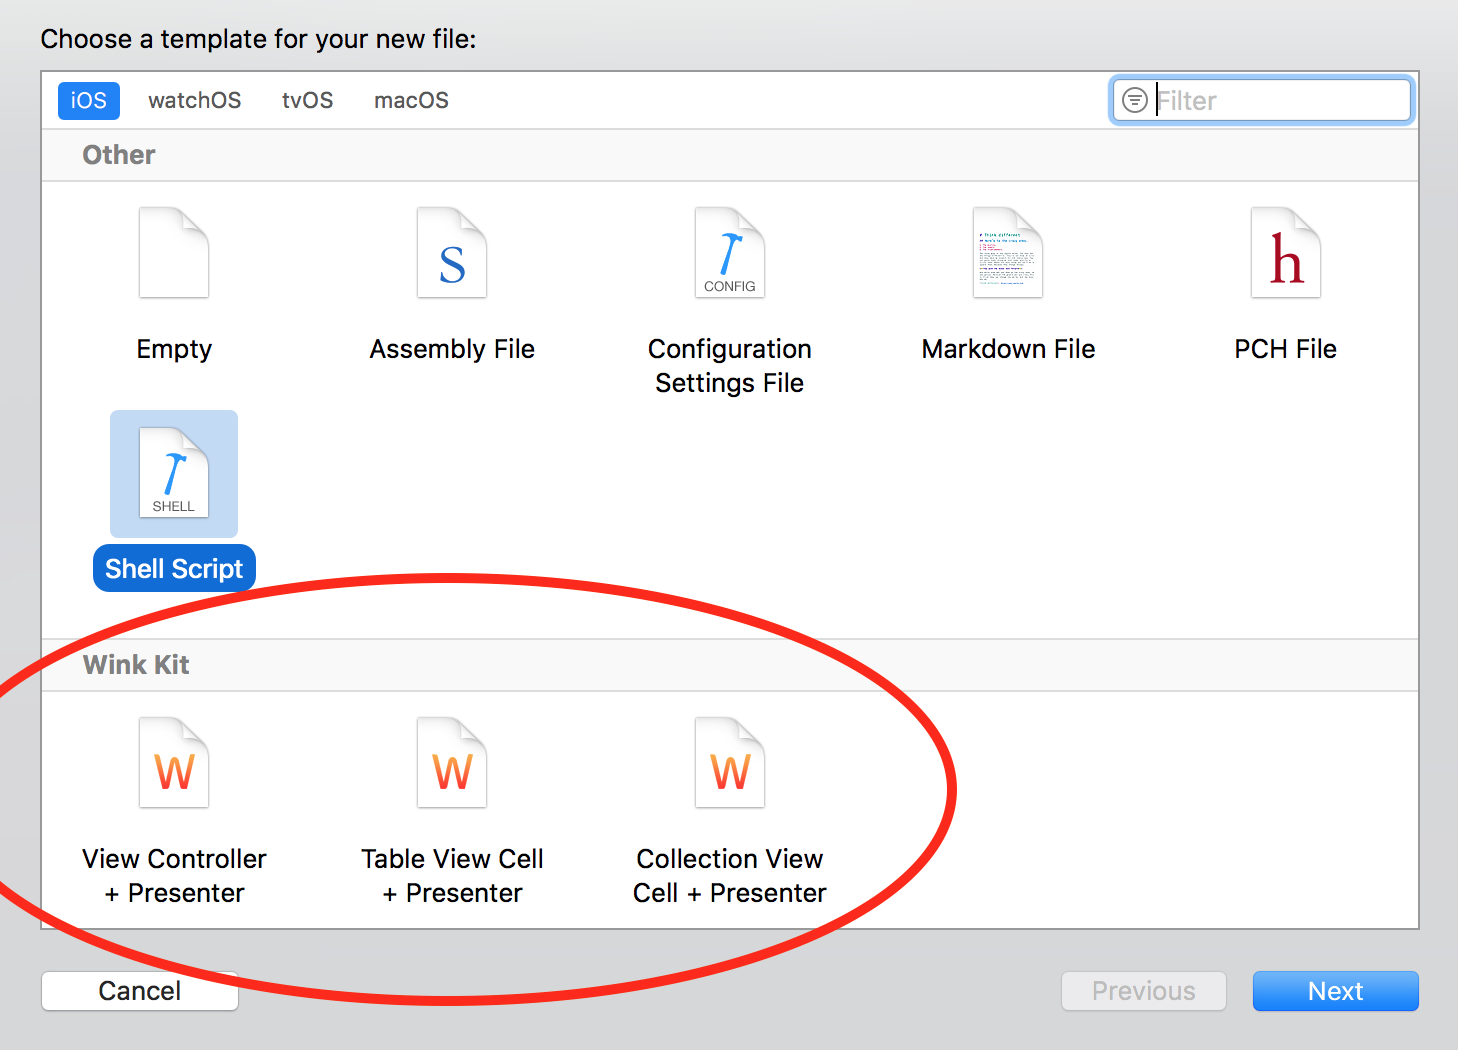 Choose a template for your new file:
iOS watchOS tvOS macOS Filter
Other
S CONFIG h
Empty Assembly File Configuration Settings File Markdown File PCH File
SHELL
Shell Script
Wink Kit
W W W
View Controller + Presenter Table View Cell + Presenter Collection View Cell + Presenter
Cancel Previous Next